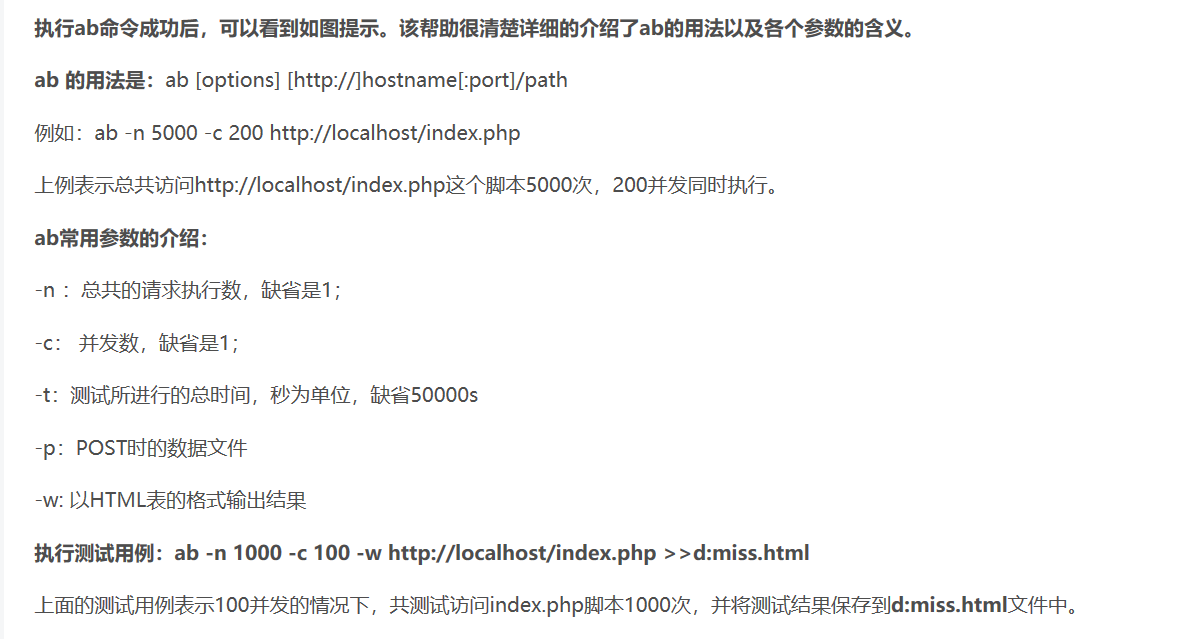 执行ab命令成功后，可以看到如图提示。该帮助很清楚详细的介绍了ab的用法以及各个参数的含义。
ab 的用法是：ab [options] [http://]hostname[:port]/path
例如：ab -n 5000 -c 200 http://localhost/index.php
上例表示总共访问http://localhost/index.php这个脚本5000次，200并发同时执行。
ab常用参数的介绍：
-n ：总共的请求执行数，缺省是1；
-c： 并发数，缺省是1；
-t：测试所进行的总时间，秒为单位，缺省50000s
-p：POST时的数据文件
-w: 以HTML表的格式输出结果
执行测试用例：ab -n 1000 -c 100 -w http://localhost/index.php >>d:miss.html
上面的测试用例表示100并发的情况下，共测试访问index.php脚本1000次，并将测试结果保存到d:miss.html文件中。